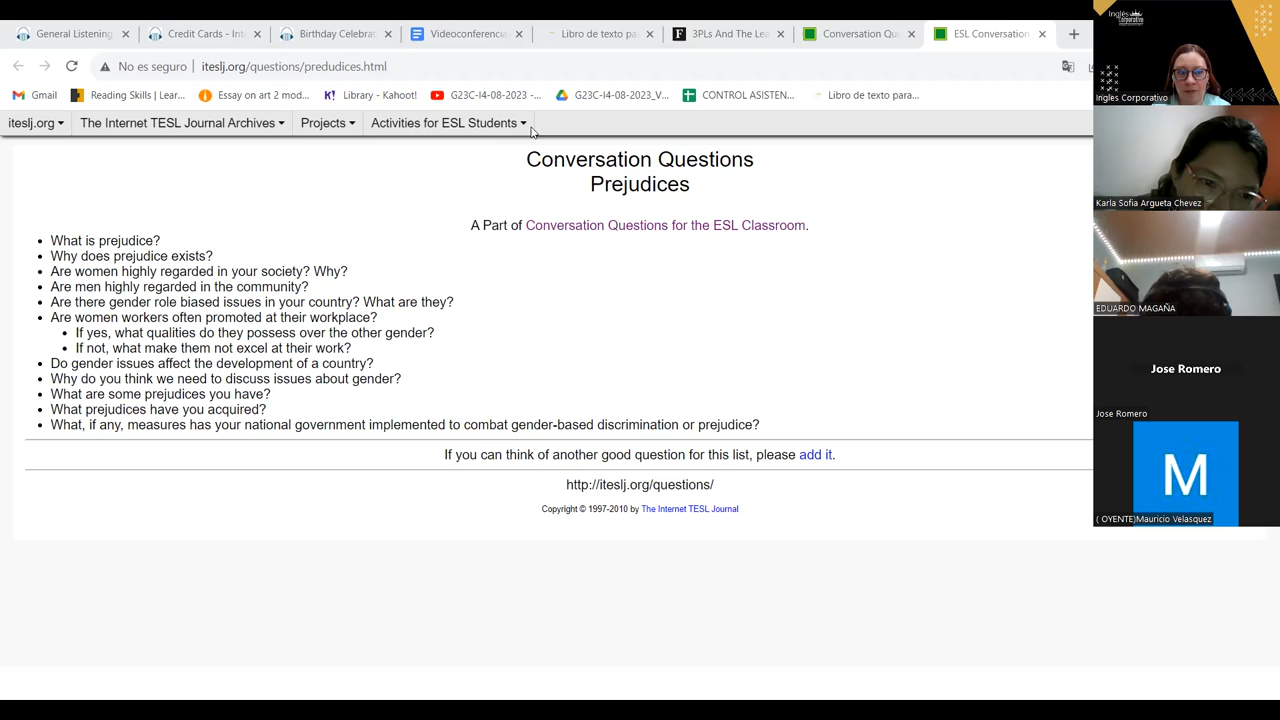 General Listening
Credit Cards - Int
Birthday Celebrat
Videoconferencia
Libro de texto pa
3PLs And The Lea
Conversation Qu
ESL Conversation
No es seguro
iteslj.org/questions/predudices.html
Gmail
Reading Skills | Lear...
Essay on art 2 mod...
Library - Kano
G23C-I4-08-2023 -...
G23C-I4-08-2023_V...
CONTROL ASISTEN...
Libro de texto para...
iteslj.org
The Internet TESL Journal Archives
Projects
Activities for ESL Students
Conversation Questions
Prejudices
A Part of Conversation Questions for the ESL Classroom.
What is prejudice?
Why does prejudice exists?
Are women highly regarded in your society? Why?
Are men highly regarded in the community?
Are there gender role biased issues in your country? What are they?
Are women workers often promoted at their workplace?
If yes, what qualities do they possess over the other gender?
If not, what make them not excel at their work?
Do gender issues affect the development of a country?
Why do you think we need to discuss issues about gender?
What are some prejudices you have?
What prejudices have you acquired?
What, if any, measures has your national government implemented to combat gender-based discrimination or prejudice?
If you can think of another good question for this list, please add it.
http://iteslj.org/questions/
Copyright © 1997-2010 by The Internet TESL Journal
Inglés
Corporativo
Ingles Corporativo
Karla Sofia Argueta Chevez
EDUARDO MAGAÑA
Jose Romero
Jose Romero
M
( OYENTE)Mauricio Velasquez